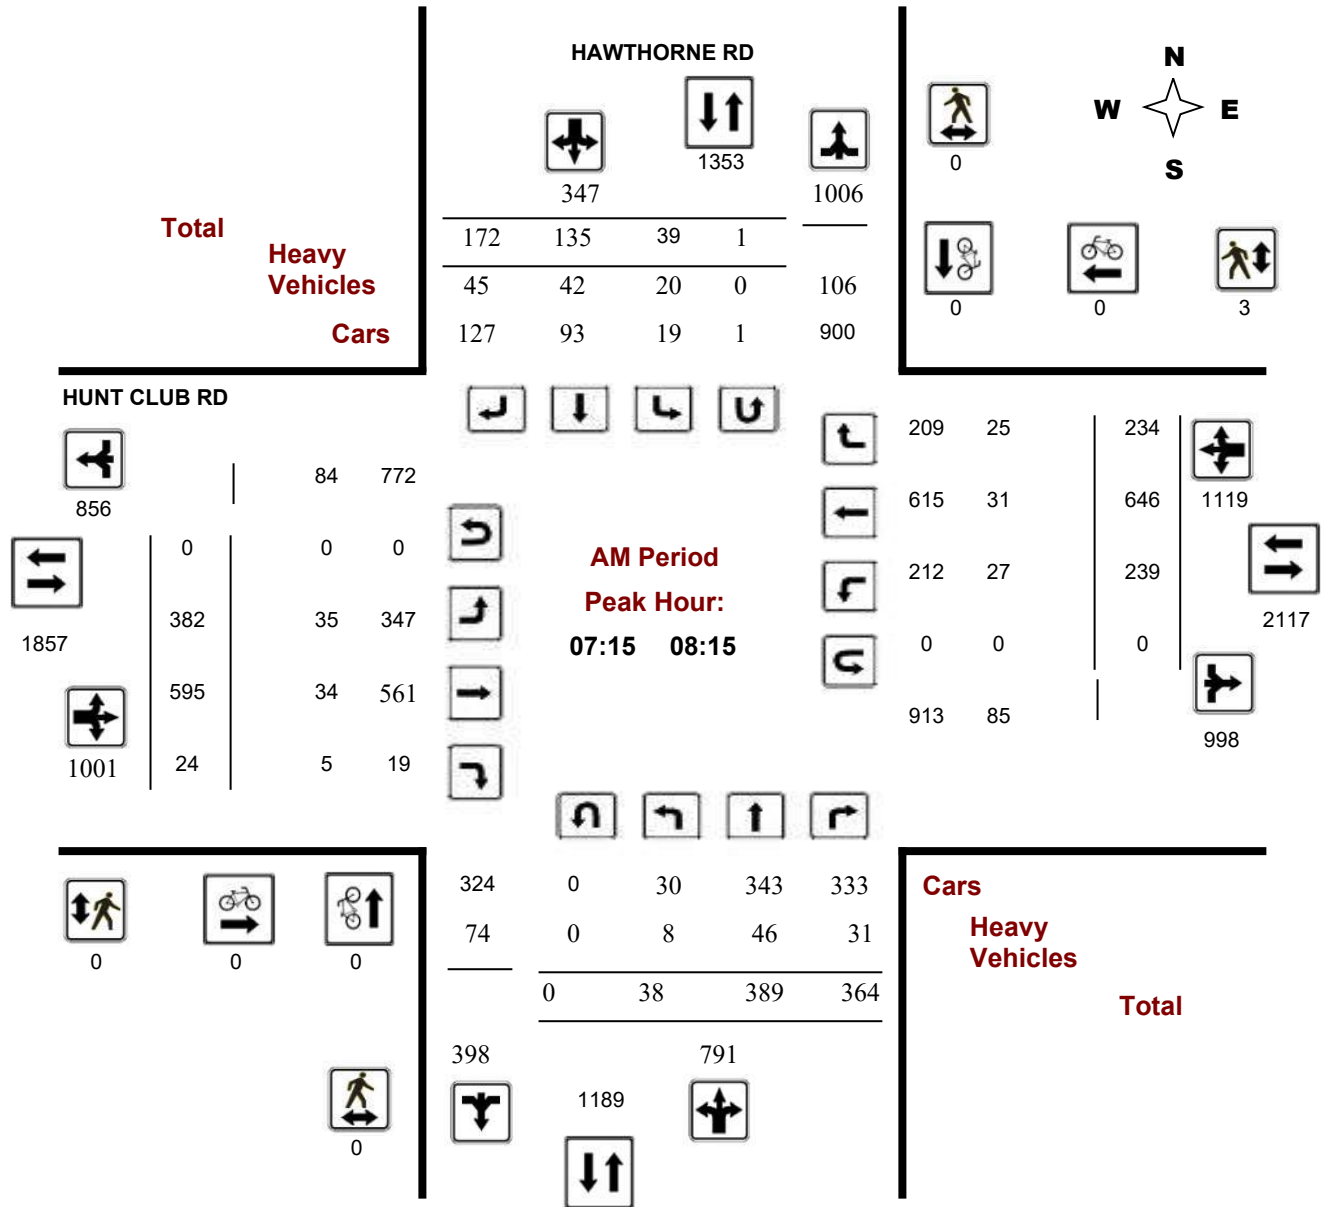 HAWTHORNE RD
N
W E
S
1353
0
347 1006
Total
172 135 39 1
Heavy
Vehicles
45 42 20 0 106
0 0 3
Cars
127 93 19 1 900
HUNT CLUB RD
209 25 234
84 772
856
615 31 646 1119
0 0 0
AM Period
212 27 239
Peak Hour:
382 35 347
2117
1857
07:15 08:15
0 0 0
595 34 561
913 85
998
1001 24 5 19
324 0 30 343 333
Cars
74 0 8 46 31
Heavy
Vehicles
0 0 0
0 38 389 364
Total
398 791
1189
0